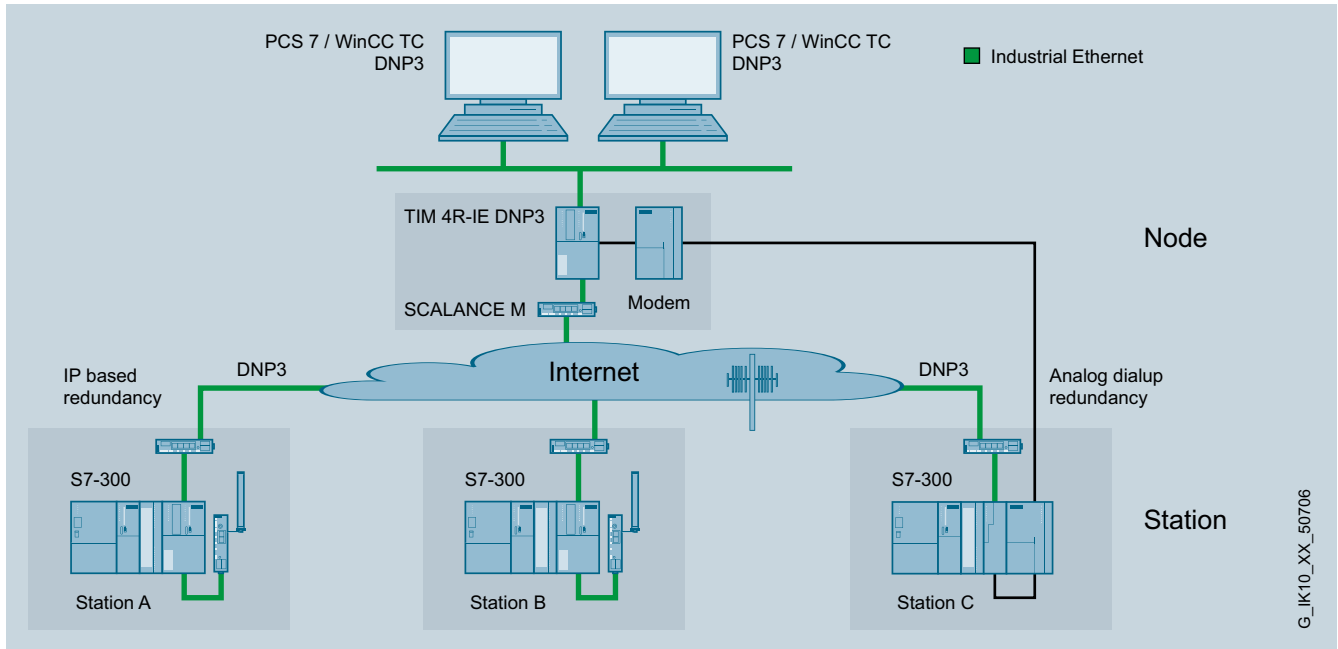 PCS 7 / WinCC TC
DNP3
PCS 7 / WinCC TC
DNP3
Industrial Ethernet
TIM 4R-IE DNP3
Node
SCALANCE M
Modem
Internet
DNP3
DNP3
IP based
redundancy
Analog dialup
redundancy
S7-300
S7-300
S7-300
Station
Station A
Station B
Station C
G_IK10_XX_50706